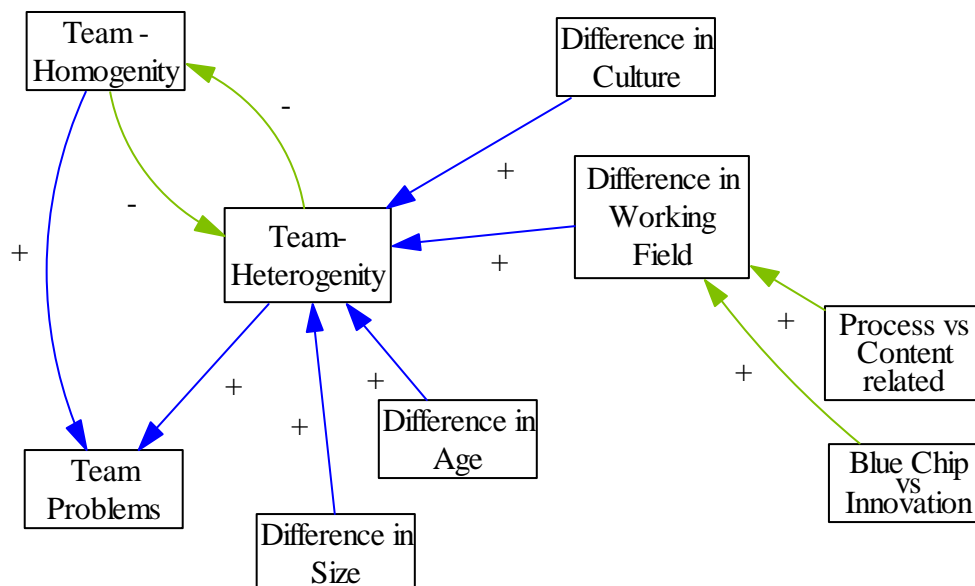 Team -
Homogenity
Difference in
Culture
-
+
Difference in
Working
Field
-
Team-
Heterogenity
+
+
+
Process vs
Content
related
+
+
+
+
Difference in
Age
Team
Problems
Blue Chip
vs
Innovation
Difference in
Size